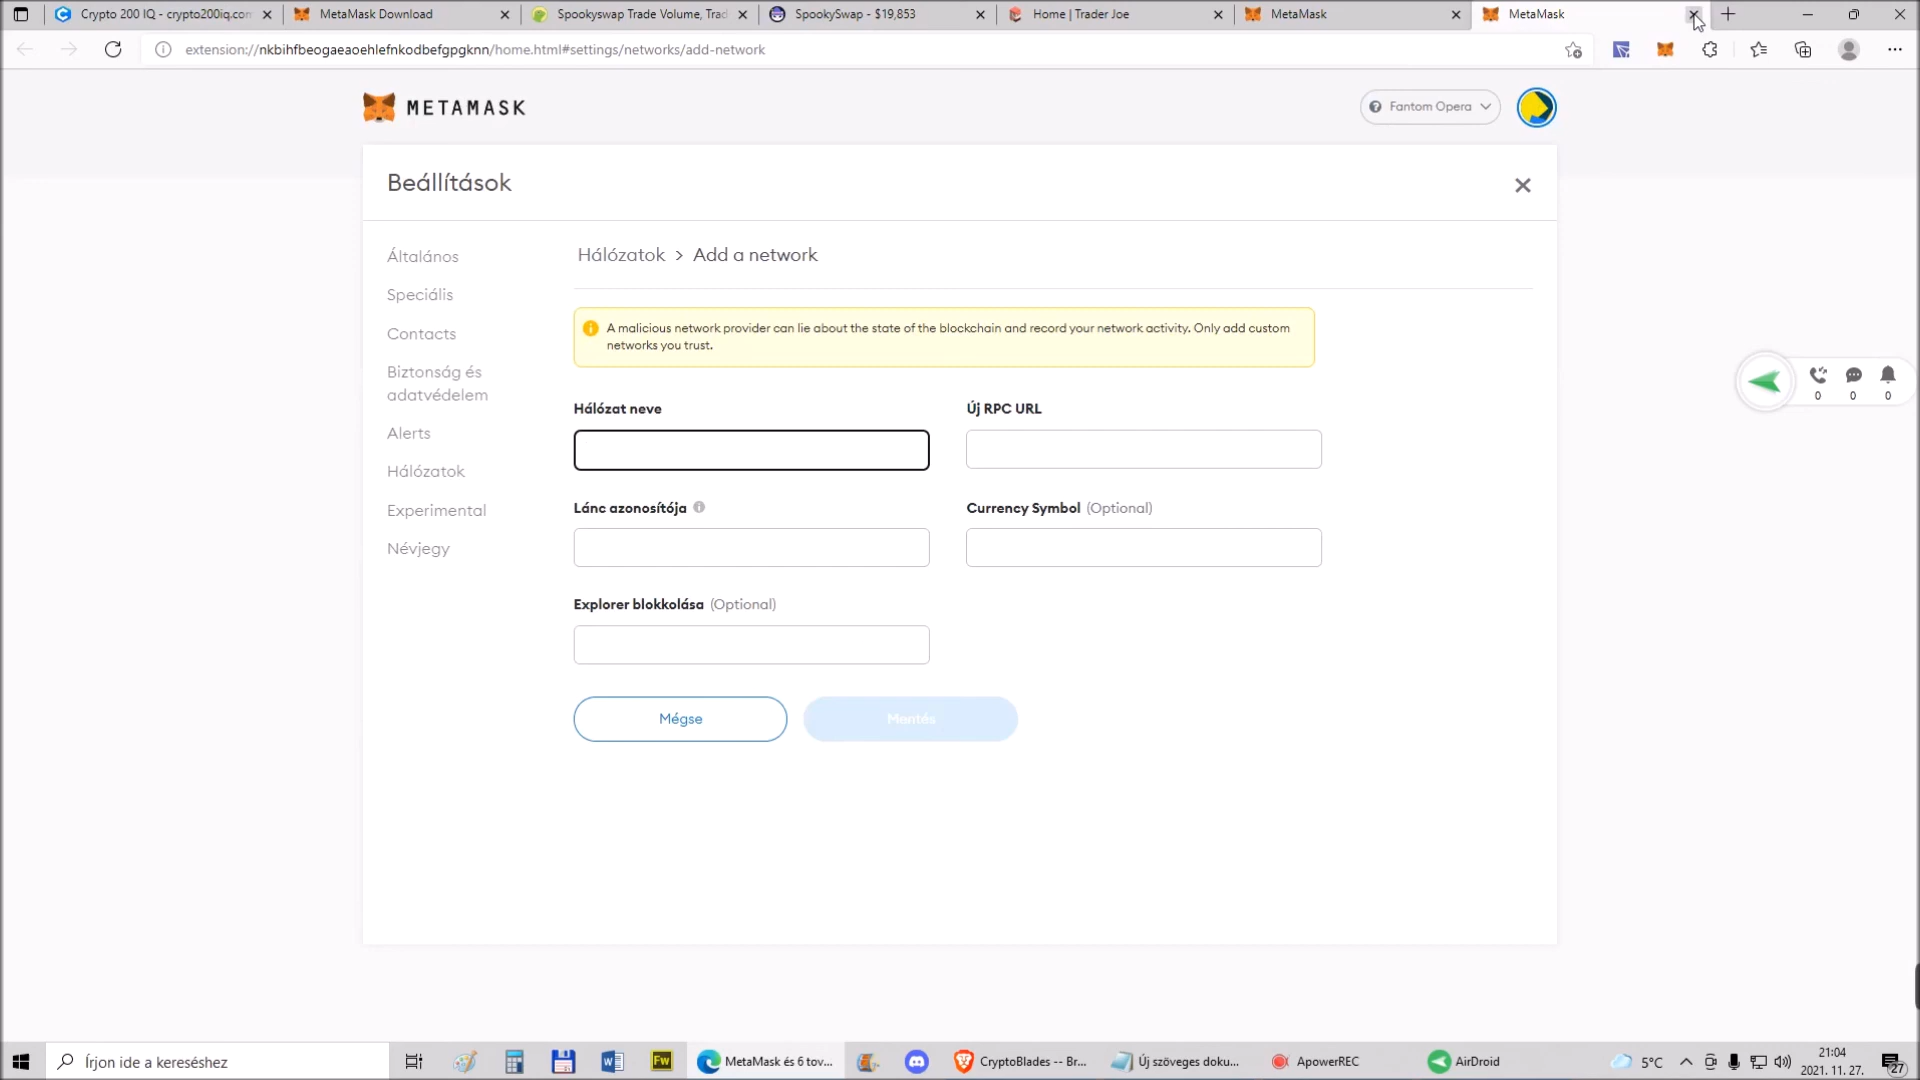 Crypto 200 IQ - crypto200iq.con
MetaMask Download
Spookyswap Trade Volume, Trad
SpookySwap - $19,853
Home | Trader Joe
MetaMask
MetaMask
extension://nkbihfbeogaeaoehlefnkodbefgpgknn/home.html#settings/networks/add-network
METAMASK
Fantom Opera
Beállítások
Általános
Speciális
Contacts
Biztonság és
adatvédelem
Alerts
Hálózatok
Experimental
Névjegy
Hálózatok > Add a network
A malicious network provider can lie about the state of the blockchain and record your network activity. Only add custom
networks you trust.
Hálózat neve
Új RPC URL
Lánc azonosítója
Currency Symbol (Optional)
Explorer blokkolása (Optional)
Mégse
Mentés
0
0
0
Írjon ide a kereséshez
Fw
MetaMask és 6 tov...
CryptoBlades -- Br...
Új szöveges doku...
ApowerREC
AirDroid
5°C
21:04
2021. 11. 27.
27